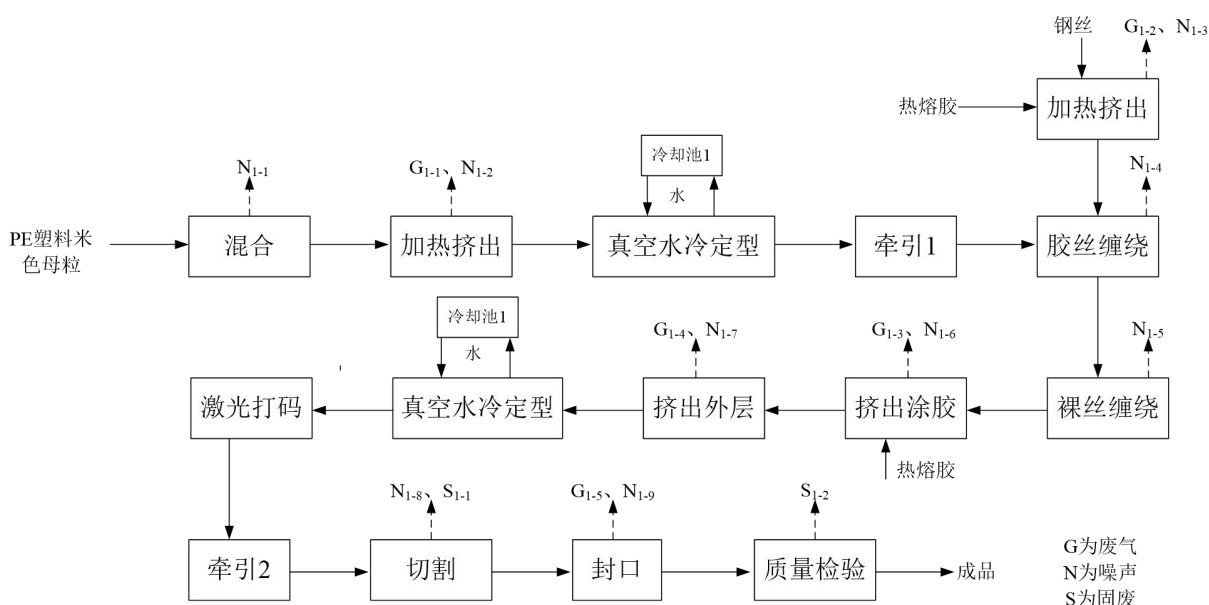 钢丝
G1-2、N1-3
热熔胶
加热挤出
冷却池1
水
N1-1
G1-1、N1-2
N1-4
PE塑料米
色母粒
混合
加热挤出
真空水冷定型
牵引1
胶丝缠绕
冷却池1
水
G1-4、N1-7
G1-3、N1-6
N1-5
激光打码
真空水冷定型
挤出外层
挤出涂胶
裸丝缠绕
热熔胶
N1-8、S1-1
G1-5、N1-9
S1-2
牵引2
切割
封口
质量检验
成品
G为废气
N为噪声
S为固废